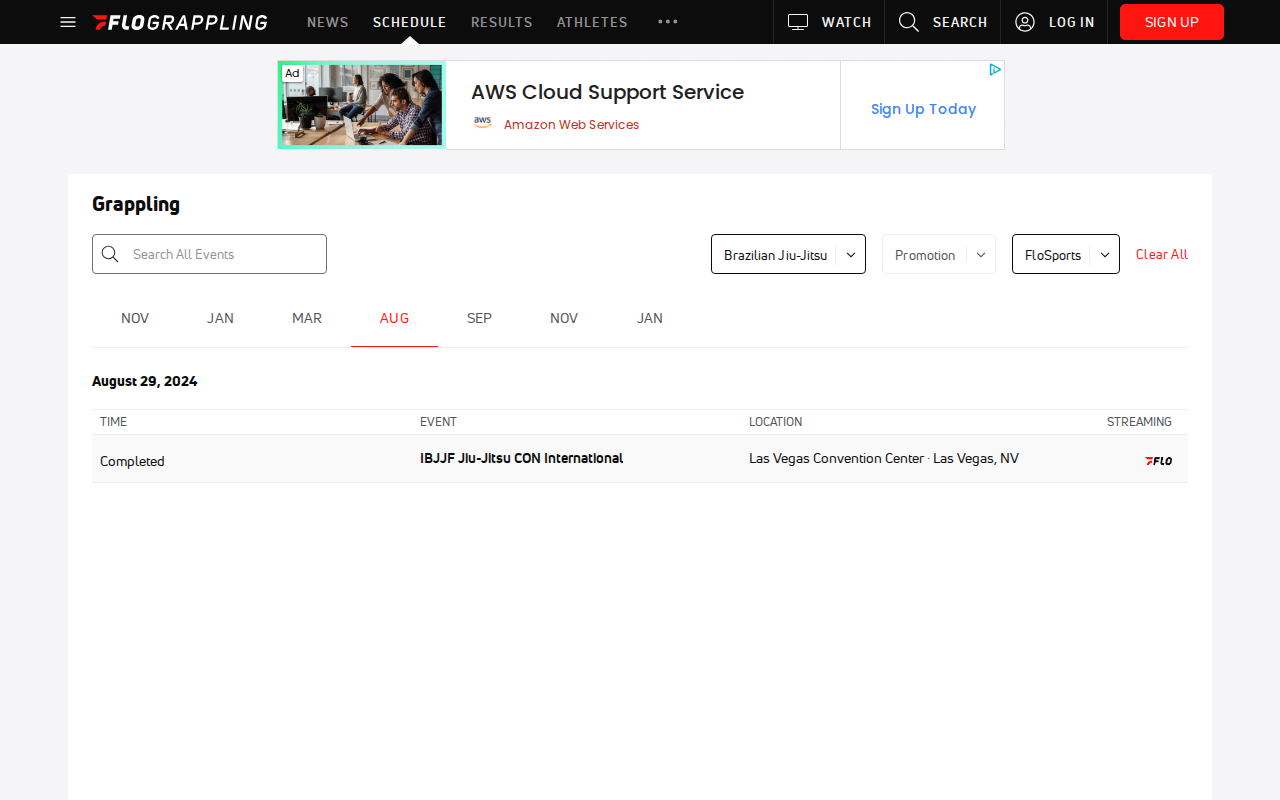 FLOGRAPPLING NEWS SCHEDULE RESULTS ATHLETES WATCH SEARCH LOG IN SIGN UP
Ad
AWS Cloud Support Service
aws Amazon Web Services
Sign Up Today
Grappling
Search All Events Brazilian Jiu-Jitsu Promotion FloSports Clear All
NOV JAN MAR AUG SEP NOV JAN
August 29, 2024
TIME EVENT LOCATION STREAMING
Completed IBJJF Jiu-Jitsu CON International Las Vegas Convention Center · Las Vegas, NV FLO